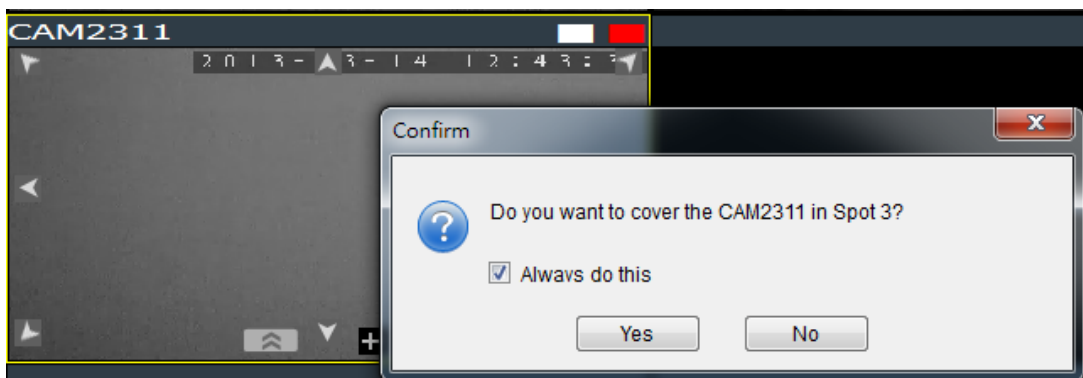 CAM2311
2013-3-14 12:43:3
Confirm
Do you want to cover the CAM2311 in Spot 3?
Always do this
Yes
No